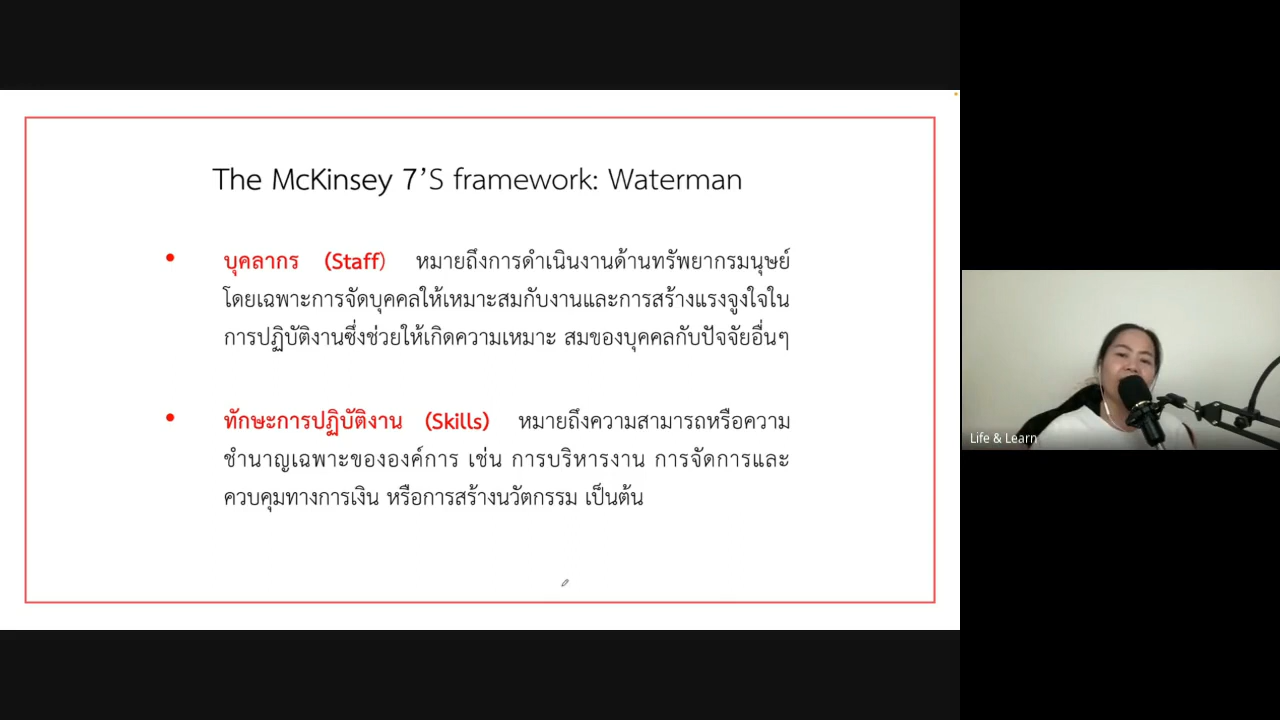 The McKinsey 7’S framework: Waterman
• บุคลากร (Staff) หมายถึงการดำเนินงานด้านทรัพยากรมนุษย์
โดยเฉพาะการจัดบุคคลให้เหมาะสมกับงานและการสร้างแรงจูงใจใน
การปฏิบัติงานซึ่งช่วยให้เกิดความเหมาะ สมของบุคคลกับปัจจัยอื่นๆ
• ทักษะการปฏิบัติงาน (Skills) หมายถึงความสามารถหรือความ
ชำนาญเฉพาะขององค์การ เช่น การบริหารงาน การจัดการและ
ควบคุมทางการเงิน หรือการสร้างนวัตกรรม เป็นต้น
Life & Learn